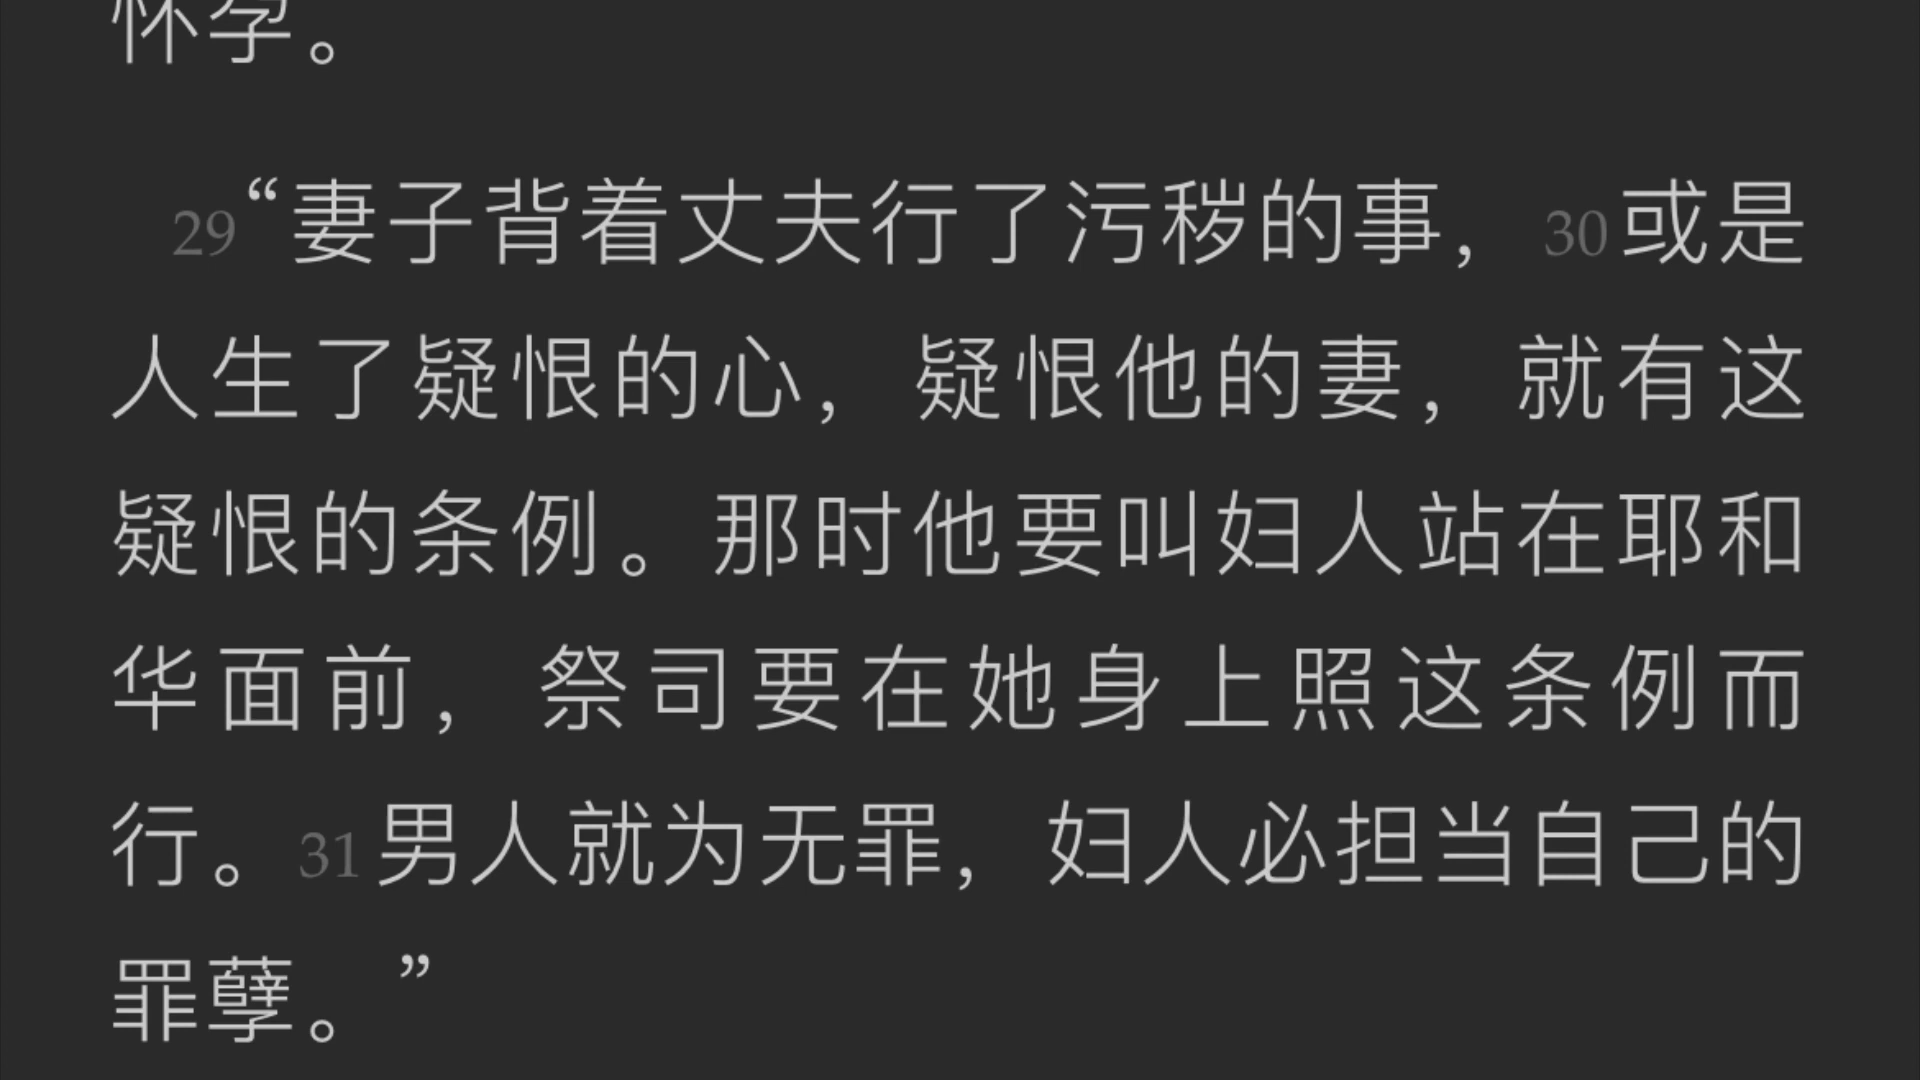 怀孕。
29“妻子背着丈夫行了污秽的事，30或是
人生了疑恨的心，疑恨他的妻，就有这
疑恨的条例。那时他要叫妇人站在耶和
华面前，祭司要在她身上照这条例而
行。31男人就为无罪，妇人必担当自己的
罪孽。”